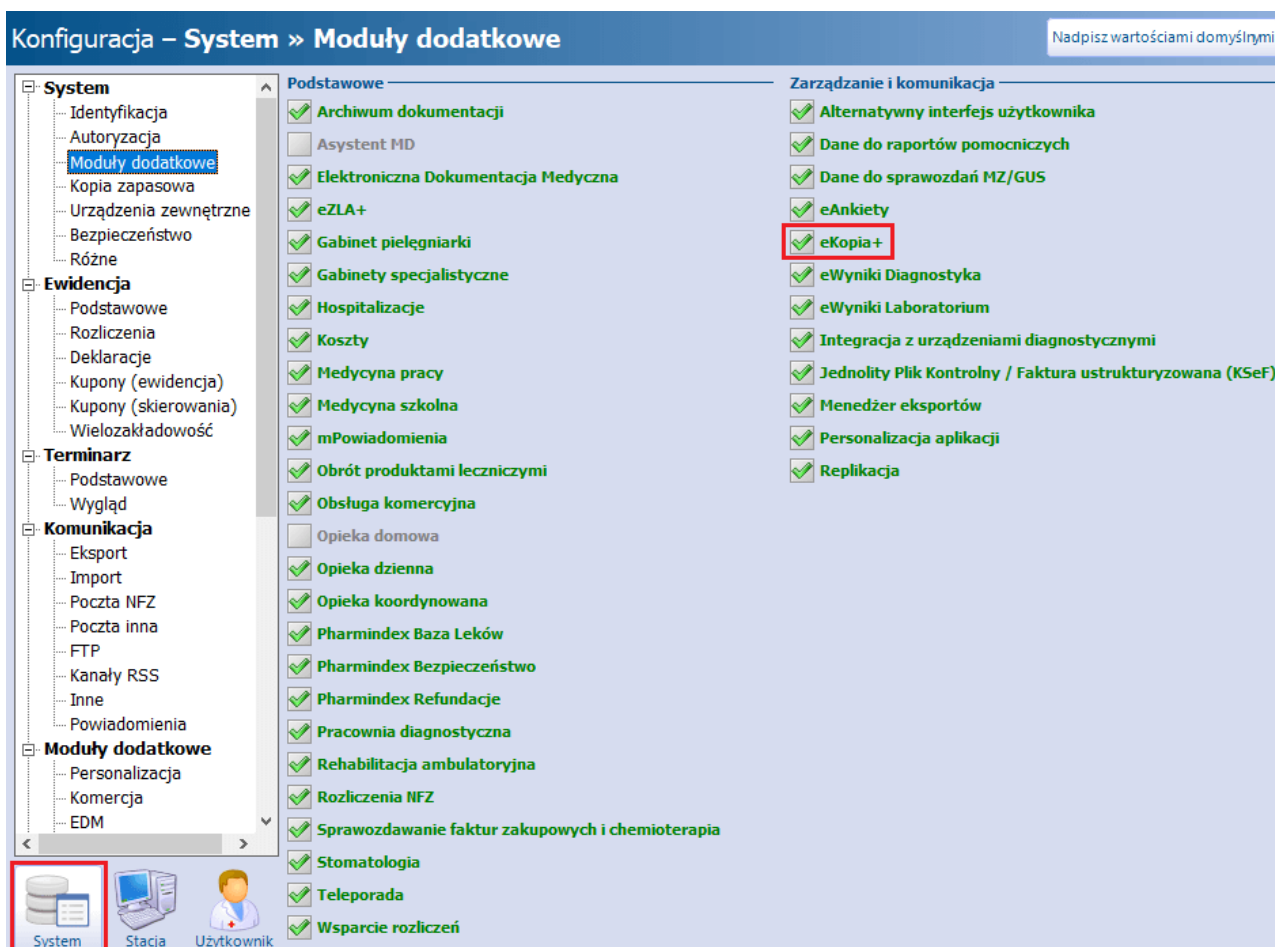 Konfiguracja – System » Moduły dodatkowe
Nadpisz wartościami domyślnymi
System
Identyfikacja
Autoryzacja
Moduły dodatkowe
Kopia zapasowa
Urządzenia zewnętrzne
Bezpieczeństwo
Różne
Ewidencja
Podstawowe
Rozliczenia
Deklaracje
Kupony (ewidencja)
Kupony (skierowania)
Wielozakładowość
Terminarz
Podstawowe
Wygląd
Komunikacja
Eksport
Import
Poczta NFZ
Poczta inna
FTP
Kanały RSS
Inne
Powiadomienia
Moduły dodatkowe
Personalizacja
Komercja
EDM
System
Stacja
Użytkownik
Podstawowe
Archiwum dokumentacji
Asystent MD
Elektroniczna Dokumentacja Medyczna
eZLA+
Gabinet pielęgniarki
Gabinety specjalistyczne
Hospitalizacje
Koszty
Medycyna pracy
Medycyna szkolna
mPowiadomienia
Obrót produktami leczniczymi
Obsługa komercyjna
Opieka domowa
Opieka dzienna
Opieka koordynowana
Pharmindex Baza Leków
Pharmindex Bezpieczeństwo
Pharmindex Refundacje
Pracownia diagnostyczna
Rehabilitacja ambulatoryjna
Rozliczenia NFZ
Sprawozdawanie faktur zakupowych i chemioterapia
Stomatologia
Teleporada
Wsparcie rozliczeń
Zarządzanie i komunikacja
Alternatywny interfejs użytkownika
Dane do raportów pomocniczych
Dane do sprawozdań MZ/GUS
eAnkiety
eKopia+
eWyniki Diagnostyka
eWyniki Laboratorium
Integracja z urządzeniami diagnostycznymi
Jednolity Plik Kontrolny / Faktura ustrukturyzowana (KSeF)
Menedżer eksportów
Personalizacja aplikacji
Replikacja